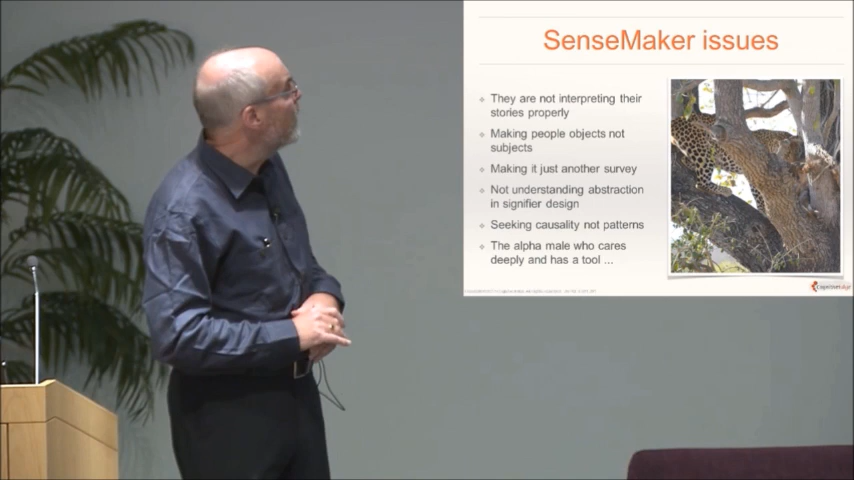 SenseMaker issues
They are not interpreting their
stories properly
Making people objects not
subjects
Making it just another survey
Not understanding abstraction
in signifier design
Seeking causality not patterns
The alpha male who cares
deeply and has a tool ...